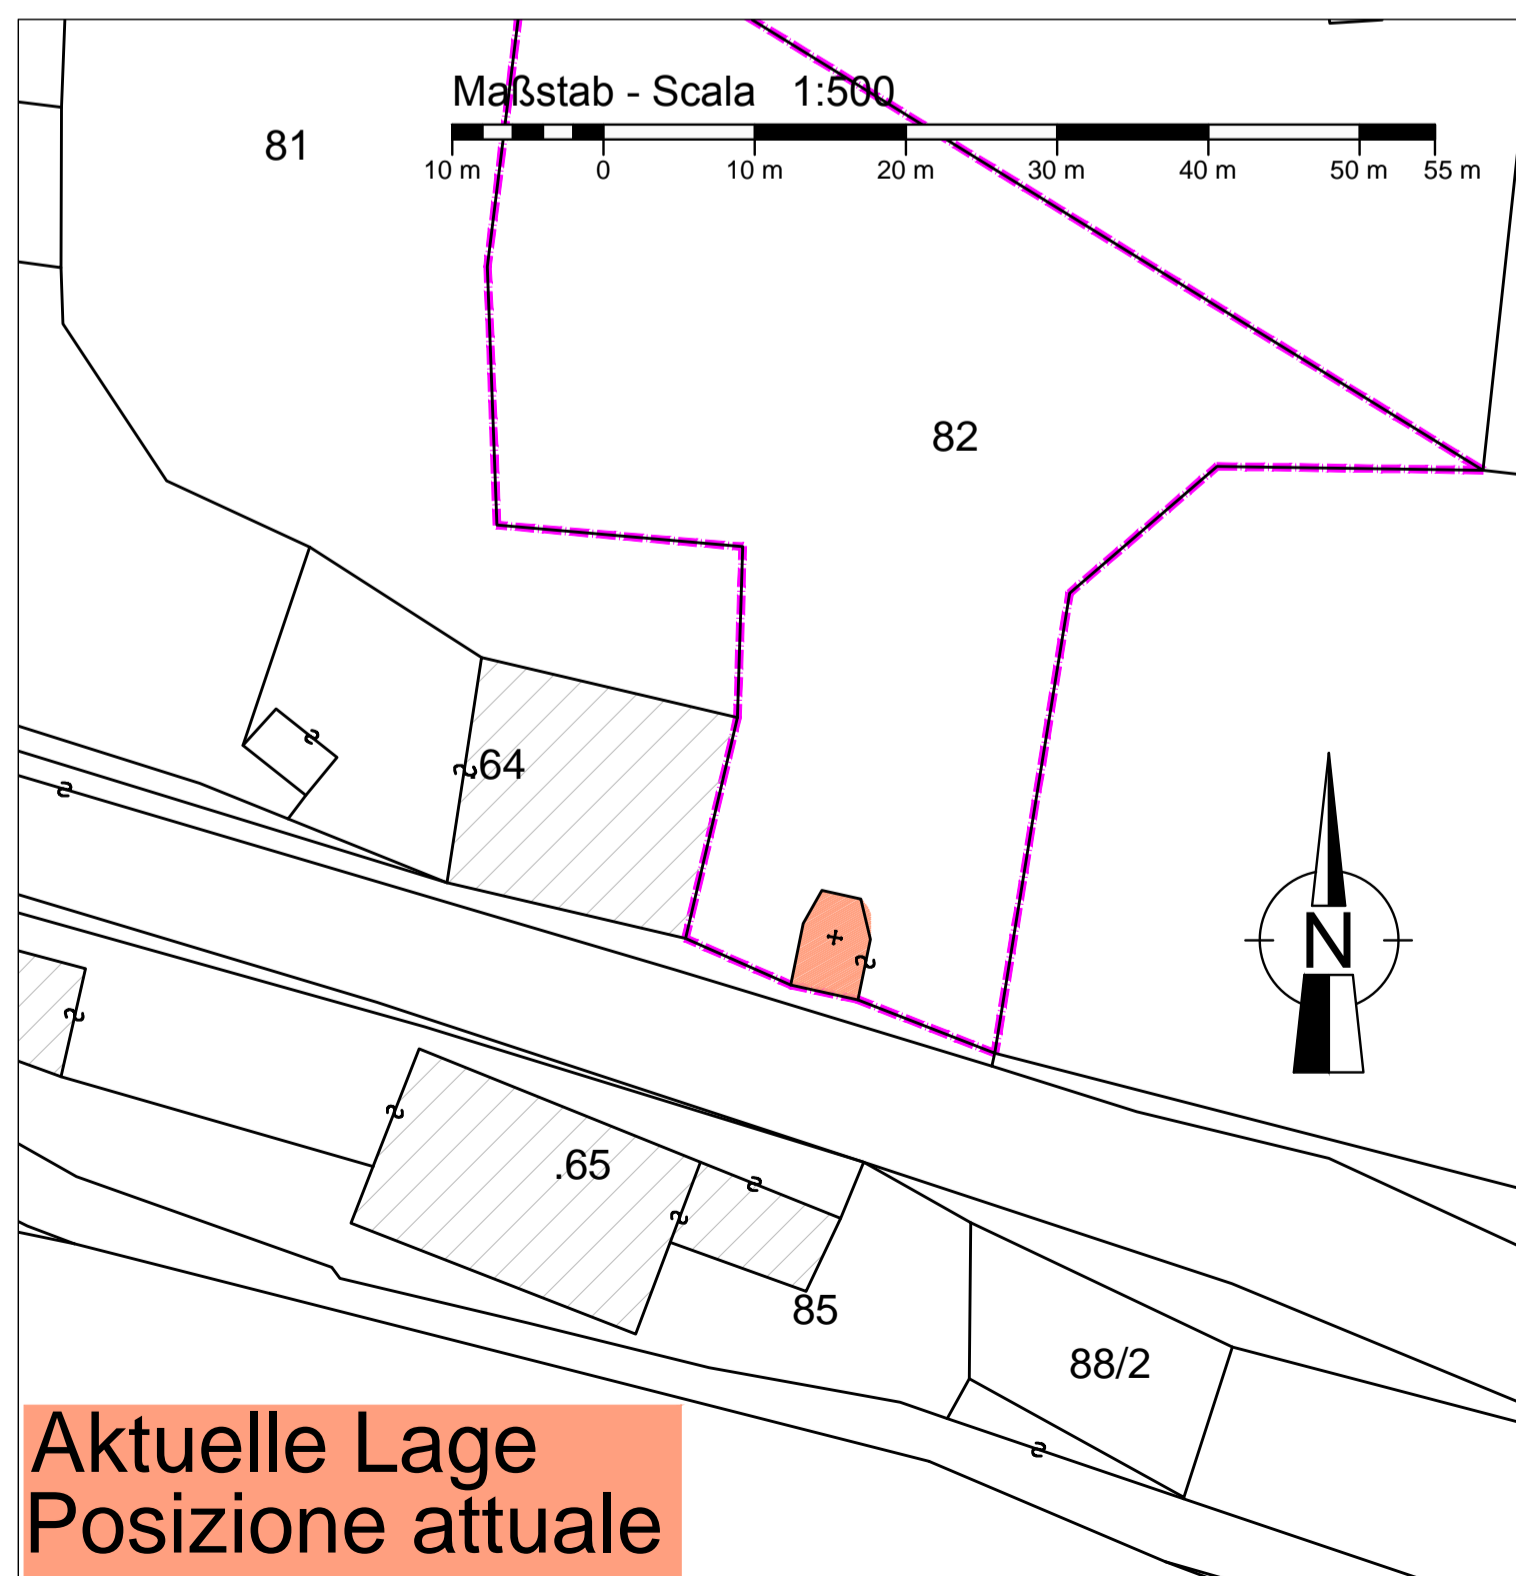 Maßstab - Scala 1:500
10 m 0 10 m 20 m 30 m 40 m 50 m 55 m
81
82
64
N
.65
85
88/2
Aktuelle Lage
Posizione attuale